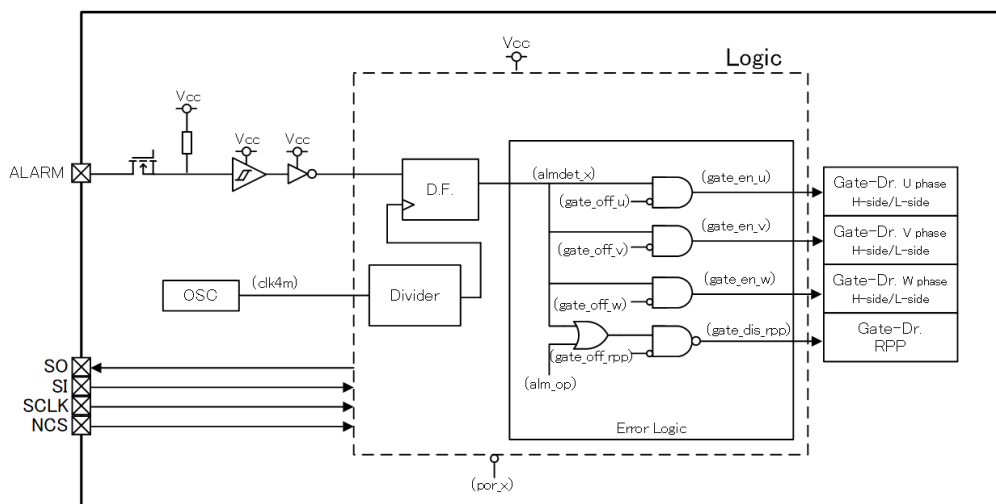 Vcc
Logic
Vcc
Vcc
Vcc
ALARM
D.F.
(almdet_x)
(gate_off_u)
(gate_en_u)
Gate-Dr. U phase
H-side/L-side
(gate_off_v)
(gate_en_v)
Gate-Dr. V phase
H-side/L-side
OSC
(clk4m)
Divider
(gate_off_w)
(gate_en_w)
Gate-Dr. W phase
H-side/L-side
(gate_off_rpp)
(gate_dis_rpp)
Gate-Dr.
RPP
(alm_op)
SO
SI
SCLK
NCS
Error Logic
(por_x)